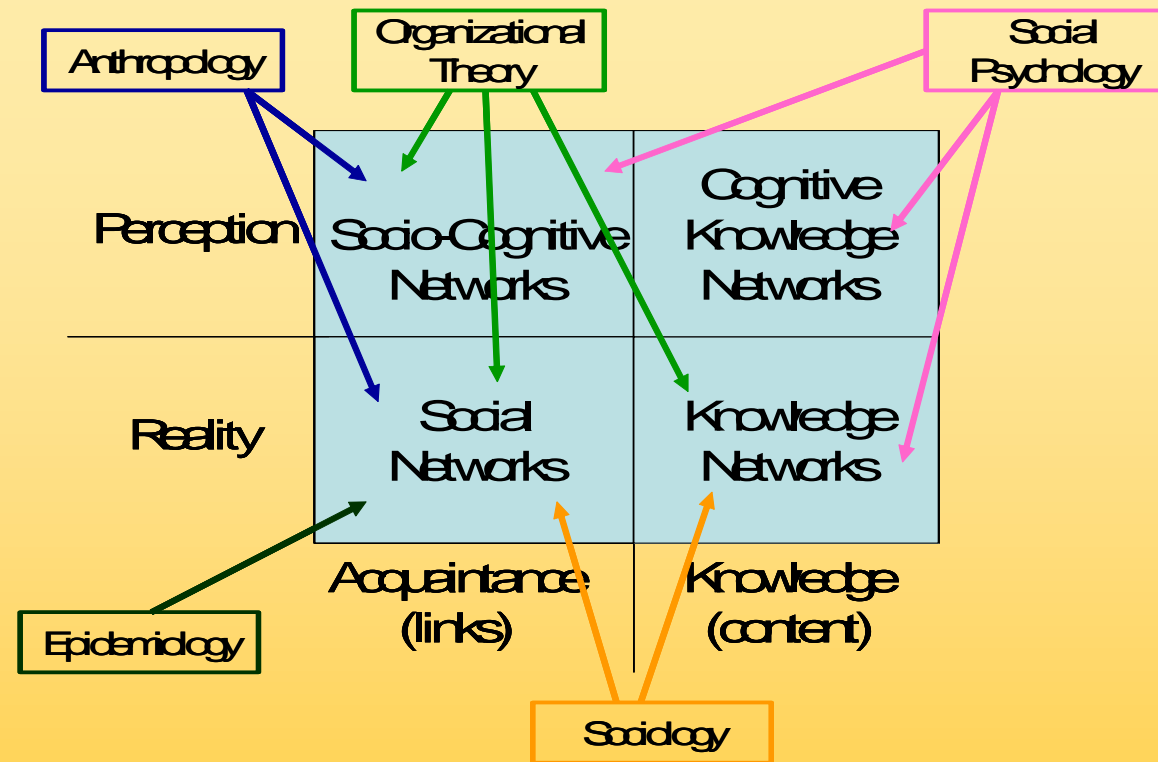 Anthropology
Organizational
Theory
Social
Psychology
Perception
Socio-Cognitive
Networks
Cognitive
Knowledge
Networks
Reality
Social
Networks
Knowledge
Networks
Acquaintance
(links)
Knowledge
(content)
Epidemiology
Sociology